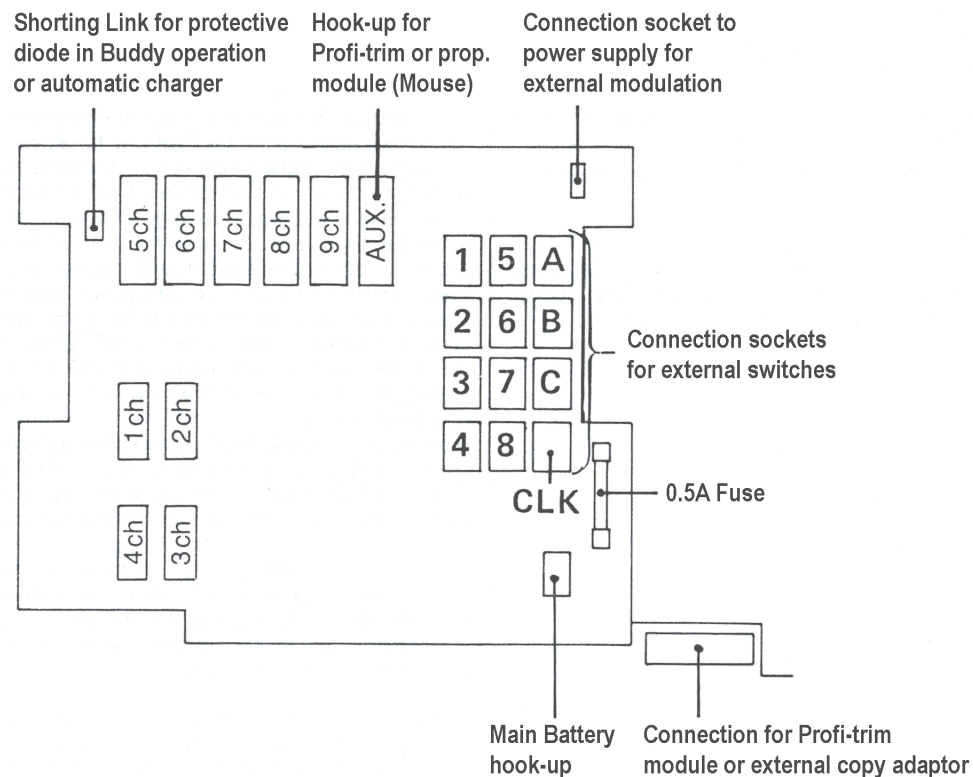 Shorting Link for protective
diode in Buddy operation
or automatic charger
Hook-up for
Profi-trim or prop.
module (Mouse)
Connection socket to
power supply for
external modulation
5ch
6ch
7ch
8ch
9ch
AUX.
1 5 A
2 6 B
3 7 C
4 8
CLK
Connection sockets
for external switches
1ch
2ch
4ch
3ch
0.5A Fuse
Main Battery
hook-up
Connection for Profi-trim
module or external copy adaptor